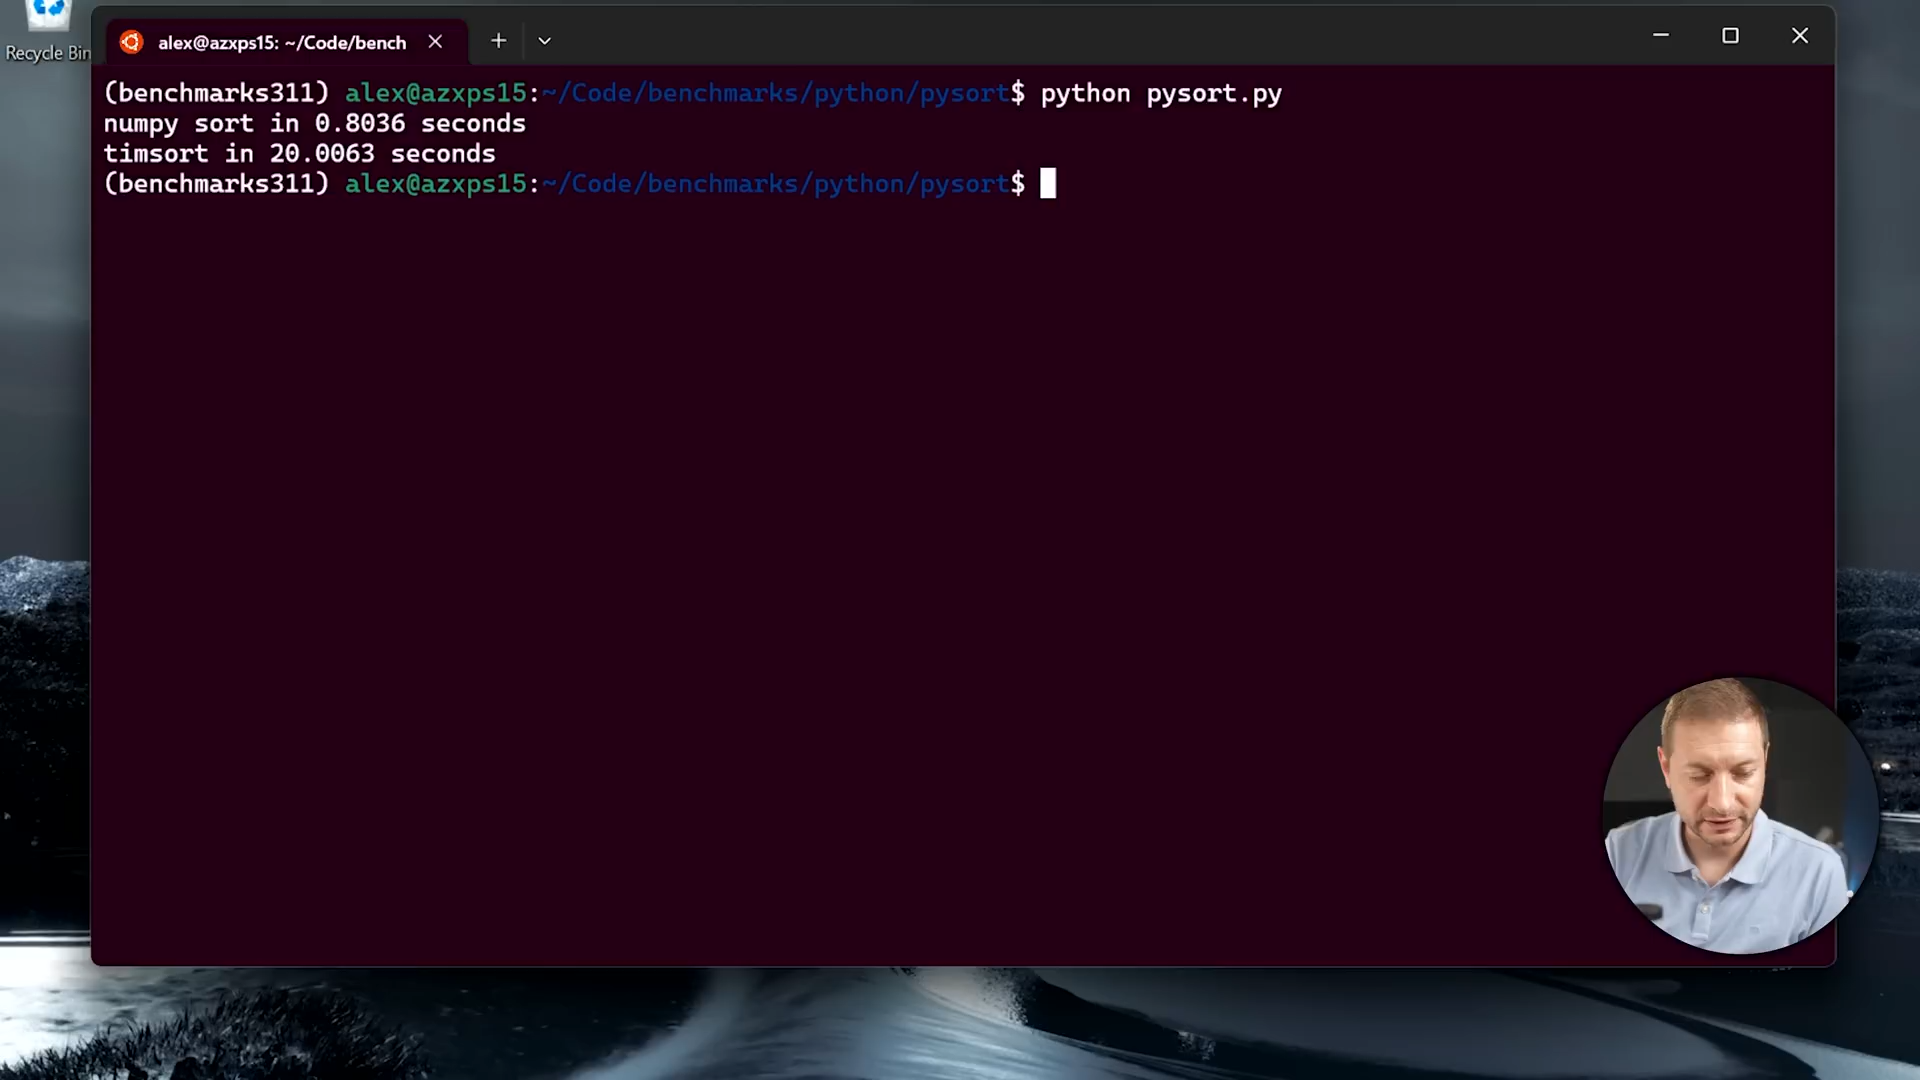 Recycle Bin
alex@azxps15: ~/Code/bench
(benchmarks311) alex@azxps15:~/Code/benchmarks/python/pysort$ python pysort.py
numpy sort in 0.8036 seconds
timsort in 20.0063 seconds
(benchmarks311) alex@azxps15:~/Code/benchmarks/python/pysort$